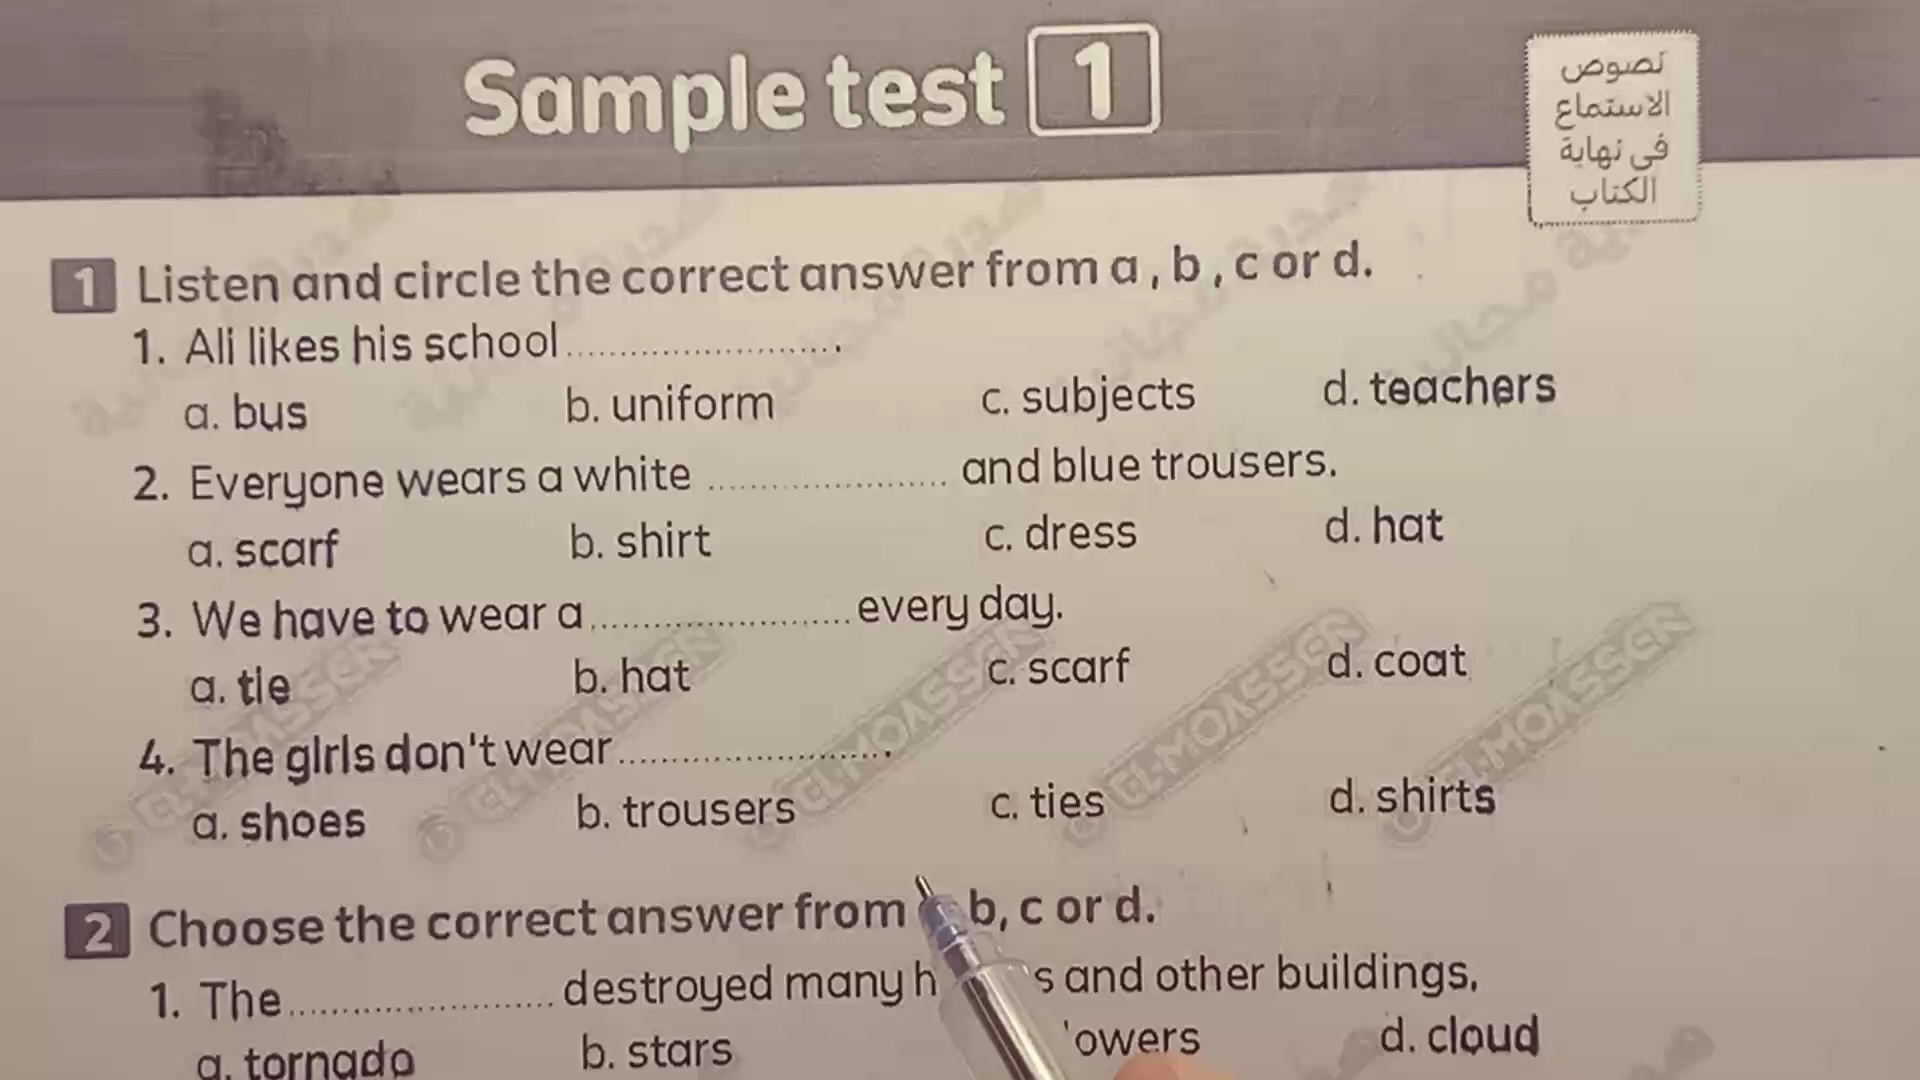 Sample test 1
نصوص
الاستماع
فى نهاية
الكتاب
1 Listen and circle the correct answer from a , b , c or d.
1. Ali likes his school ........................ .
a. bus b. uniform c. subjects d. teachers
2. Everyone wears a white ........................ and blue trousers.
a. scarf b. shirt c. dress d. hat
3. We have to wear a ........................ every day.
a. tie b. hat c. scarf d. coat
4. The girls don't wear ........................ .
a. shoes b. trousers c. ties d. shirts
2 Choose the correct answer from b, c or d.
1. The ........................ destroyed many and other buildings.
a. tornado b. stars d. cloud